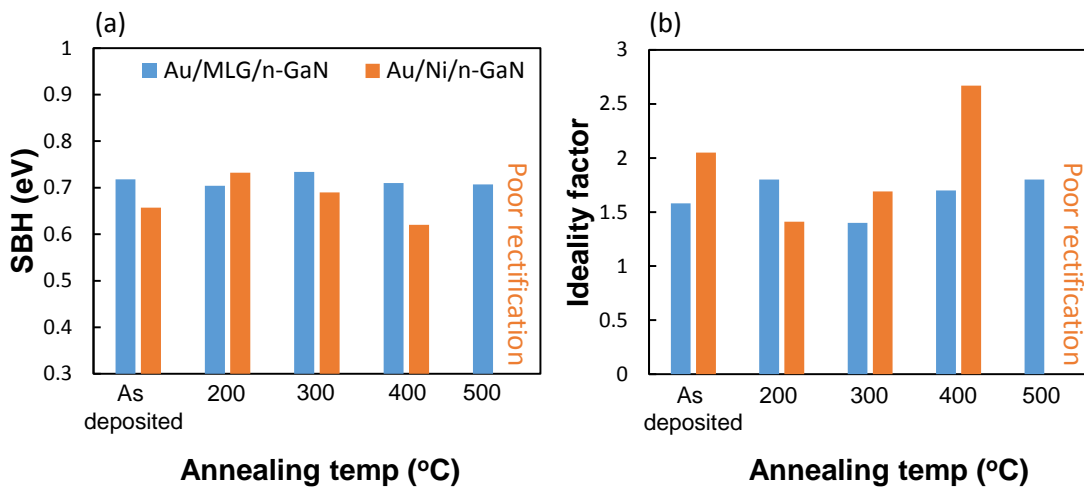 (a)
Au/MLG/n-GaN
Au/Ni/n-GaN
1
0.9
0.8
0.7
0.6
0.5
0.4
0.3
SBH (eV)
Poor rectification
As deposited
200
300
400
500
Annealing temp (oC)
(b)
3
2.5
2
1.5
1
0.5
0
Ideality factor
Poor rectification
As
deposited
200
300
400
500
Annealing temp (oC)